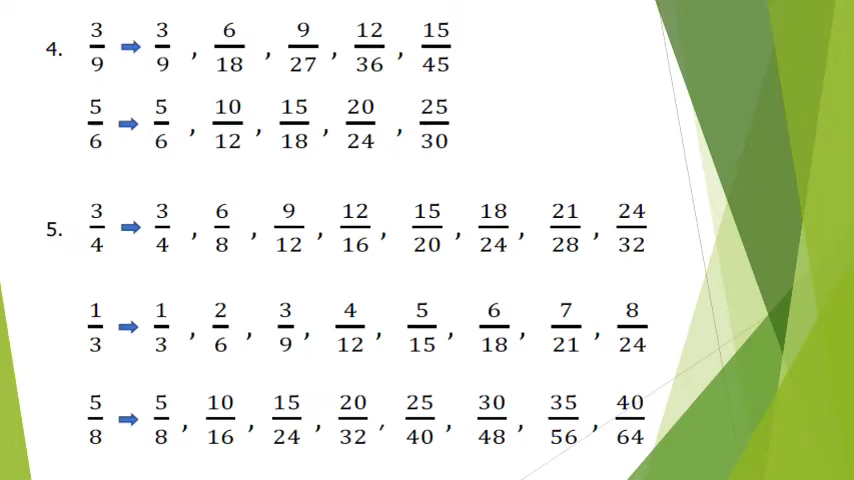 4. 3/9 ➡ 3/9 , 6/18 , 9/27 , 12/36 , 15/45
5/6 ➡ 5/6 , 10/12 , 15/18 , 20/24 , 25/30
5. 3/4 ➡ 3/4 , 6/8 , 9/12 , 12/16 , 15/20 , 18/24 , 21/28 , 24/32
1/3 ➡ 1/3 , 2/6 , 3/9 , 4/12 , 5/15 , 6/18 , 7/21 , 8/24
5/8 ➡ 5/8 , 10/16 , 15/24 , 20/32 , 25/40 , 30/48 , 35/56 , 40/64